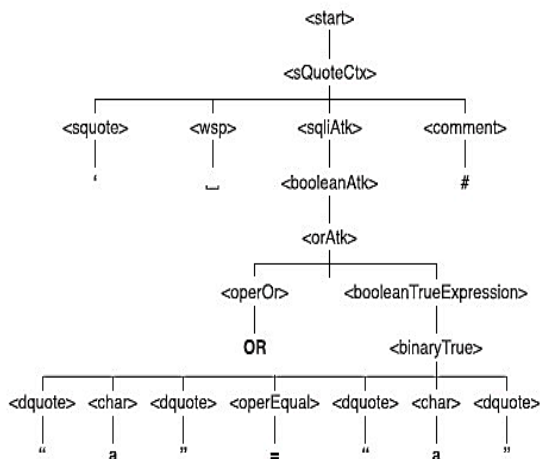 <start>
<sQuoteCtx>
<squote> <wsp> <sqliAtk> <comment>
‘ ⎵ <booleanAtk> #
<orAtk>
<operOr> <booleanTrueExpression>
OR <binaryTrue>
<dquote> <char> <dquote> <operEqual> <dquote> <char> <dquote>
“ a ” = “ a ”